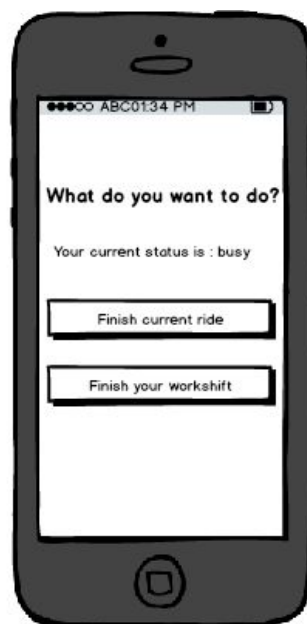 ABC01:34 PM
What do you want to do?
Your current status is : busy
Finish current ride
Finish your workshift